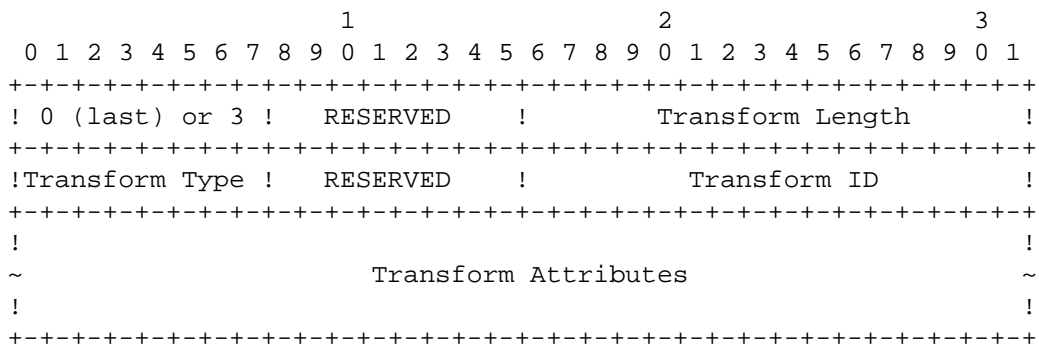 1                   2                   3
 0 1 2 3 4 5 6 7 8 9 0 1 2 3 4 5 6 7 8 9 0 1 2 3 4 5 6 7 8 9 0 1
+-+-+-+-+-+-+-+-+-+-+-+-+-+-+-+-+-+-+-+-+-+-+-+-+-+-+-+-+-+-+-+-+
! 0 (last) or 3 !   RESERVED    !        Transform Length       !
+-+-+-+-+-+-+-+-+-+-+-+-+-+-+-+-+-+-+-+-+-+-+-+-+-+-+-+-+-+-+-+-+
!Transform Type !   RESERVED    !          Transform ID         !
+-+-+-+-+-+-+-+-+-+-+-+-+-+-+-+-+-+-+-+-+-+-+-+-+-+-+-+-+-+-+-+-+
!                                                               !
~                      Transform Attributes                     ~
!                                                               !
+-+-+-+-+-+-+-+-+-+-+-+-+-+-+-+-+-+-+-+-+-+-+-+-+-+-+-+-+-+-+-+-+